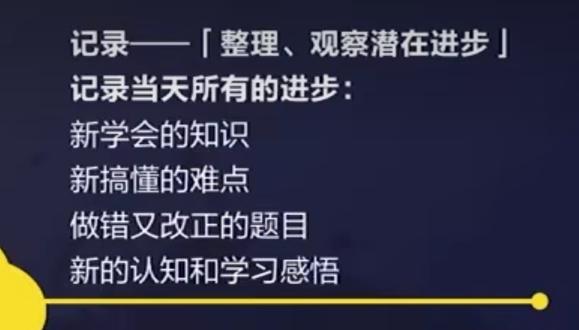 记录——「整理、观察潜在进步」
记录当天所有的进步：
新学会的知识
新搞懂的难点
做错又改正的题目
新的认知和学习感悟